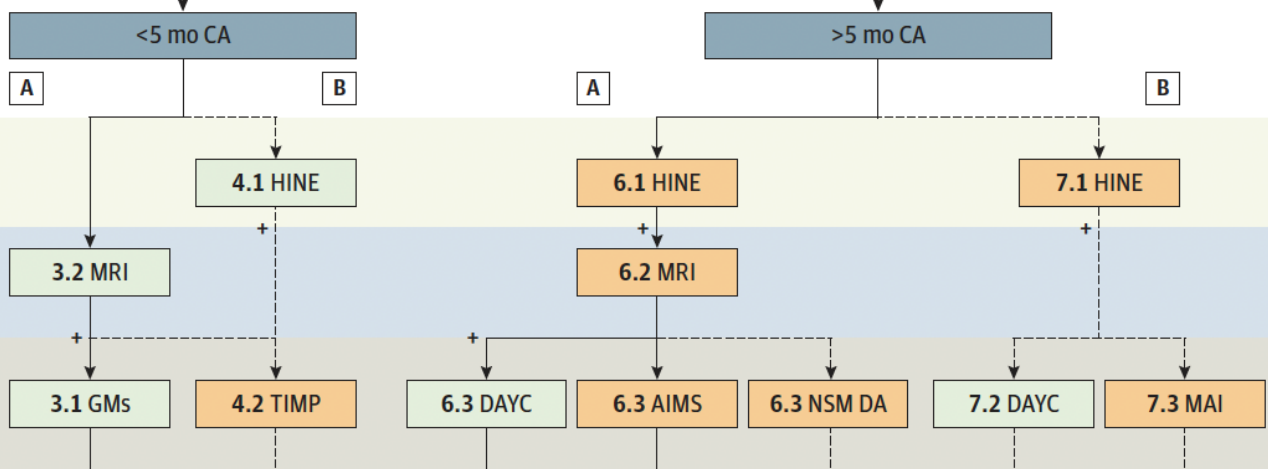 <5 mo CA
>5 mo CA
A
B
A
B
4.1 HINE
6.1 HINE
7.1 HINE
+
+
+
3.2 MRI
6.2 MRI
+
+
3.1 GMs
4.2 TIMP
6.3 DAYC
6.3 AIMS
6.3 NSM DA
7.2 DAYC
7.3 MAI